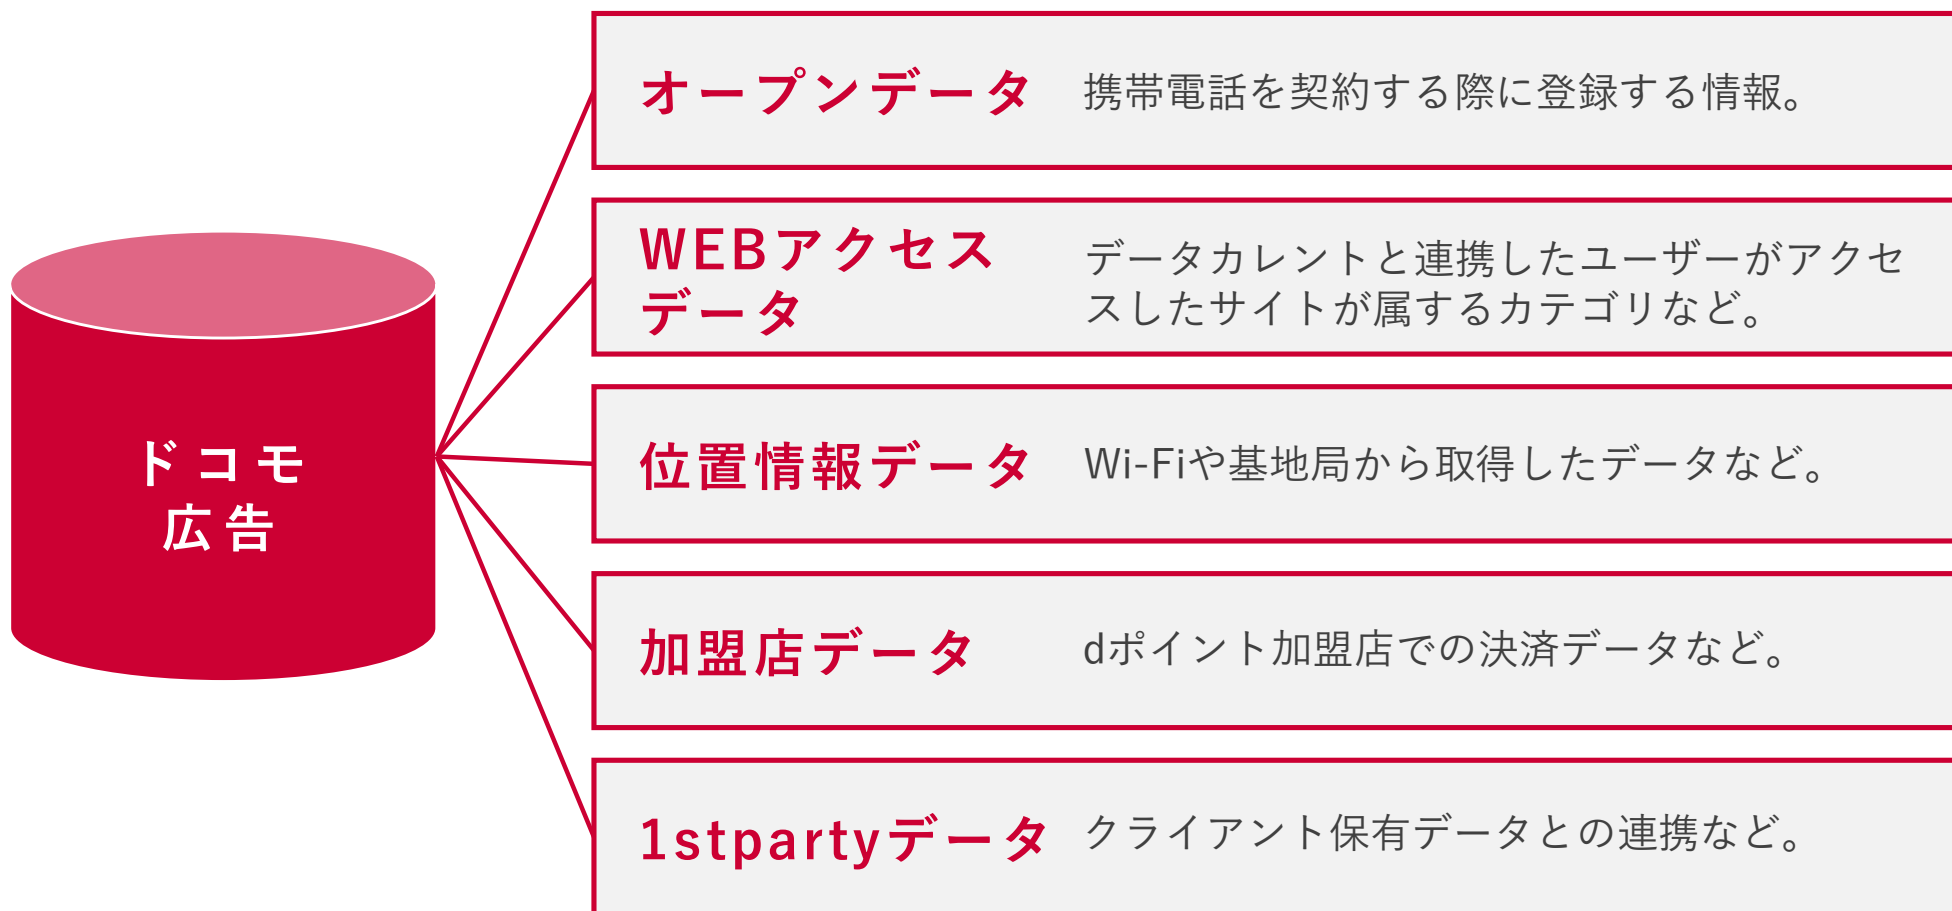 オープンデータ
携帯電話を契約する際に登録する情報。
WEBアクセス
データ
データカレントと連携したユーザーがアクセ
スしたサイトが属するカテゴリなど。
ドコモ
広告
位置情報データ
Wi-Fiや基地局から取得したデータなど。
加盟店データ
dポイント加盟店での決済データなど。
1stpartyデータ
クライアント保有データとの連携など。